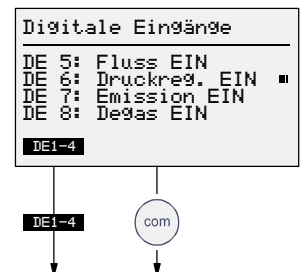 Digitale Eingänge
DE 5: Fluss EIN
DE 6: Druckreg. EIN
DE 7: Emission EIN
DE 8: Degas EIN
DE1-4
DE1-4
com